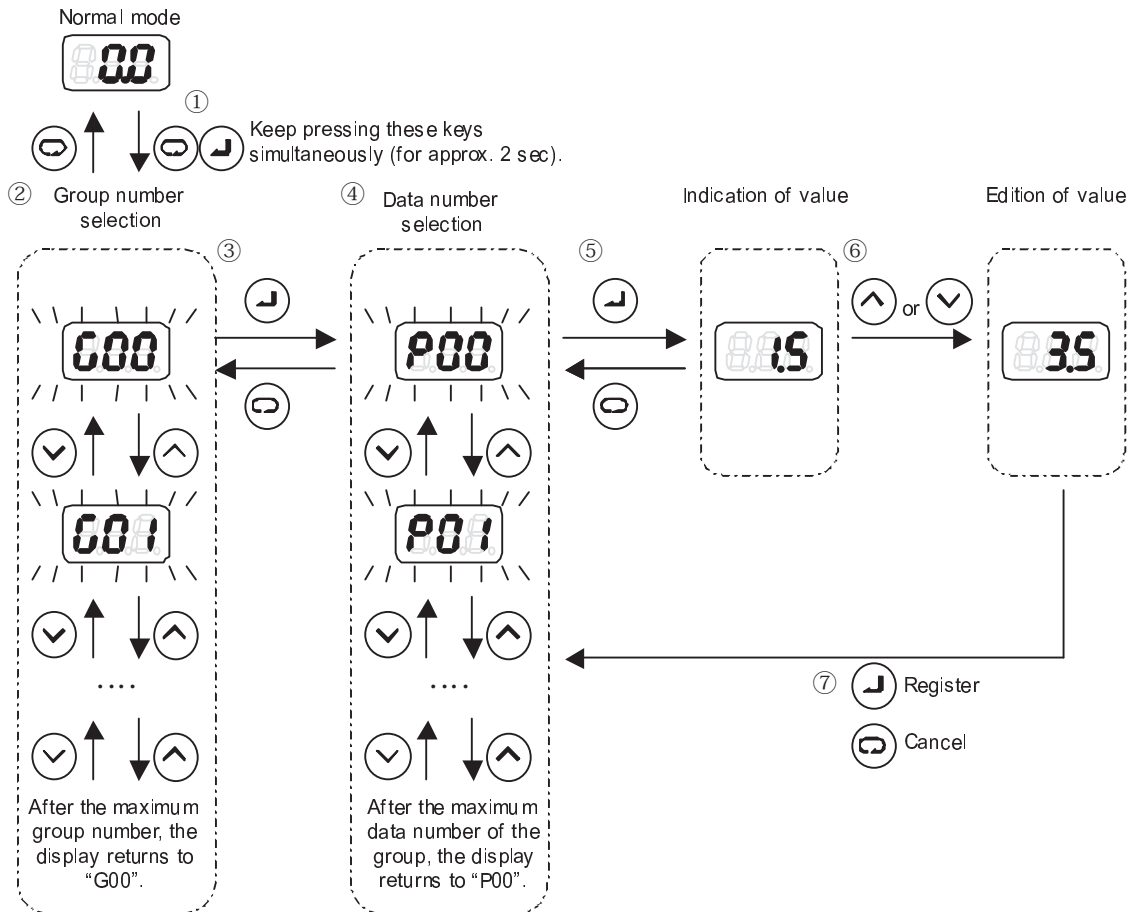 Normal mode
0.0
①
Keep pressing these keys
simultaneously (for approx. 2 sec).
② Group number
selection
④ Data number
selection
Indication of value
Edition of value
③
⑤
⑥
or
G00
P00
1.5
3.5
G01
P01
....
....
⑦ Register
Cancel
After the maximum
group number, the
display returns to
“G00”.
After the maximum
data number of the
group, the display
returns to “P00”.